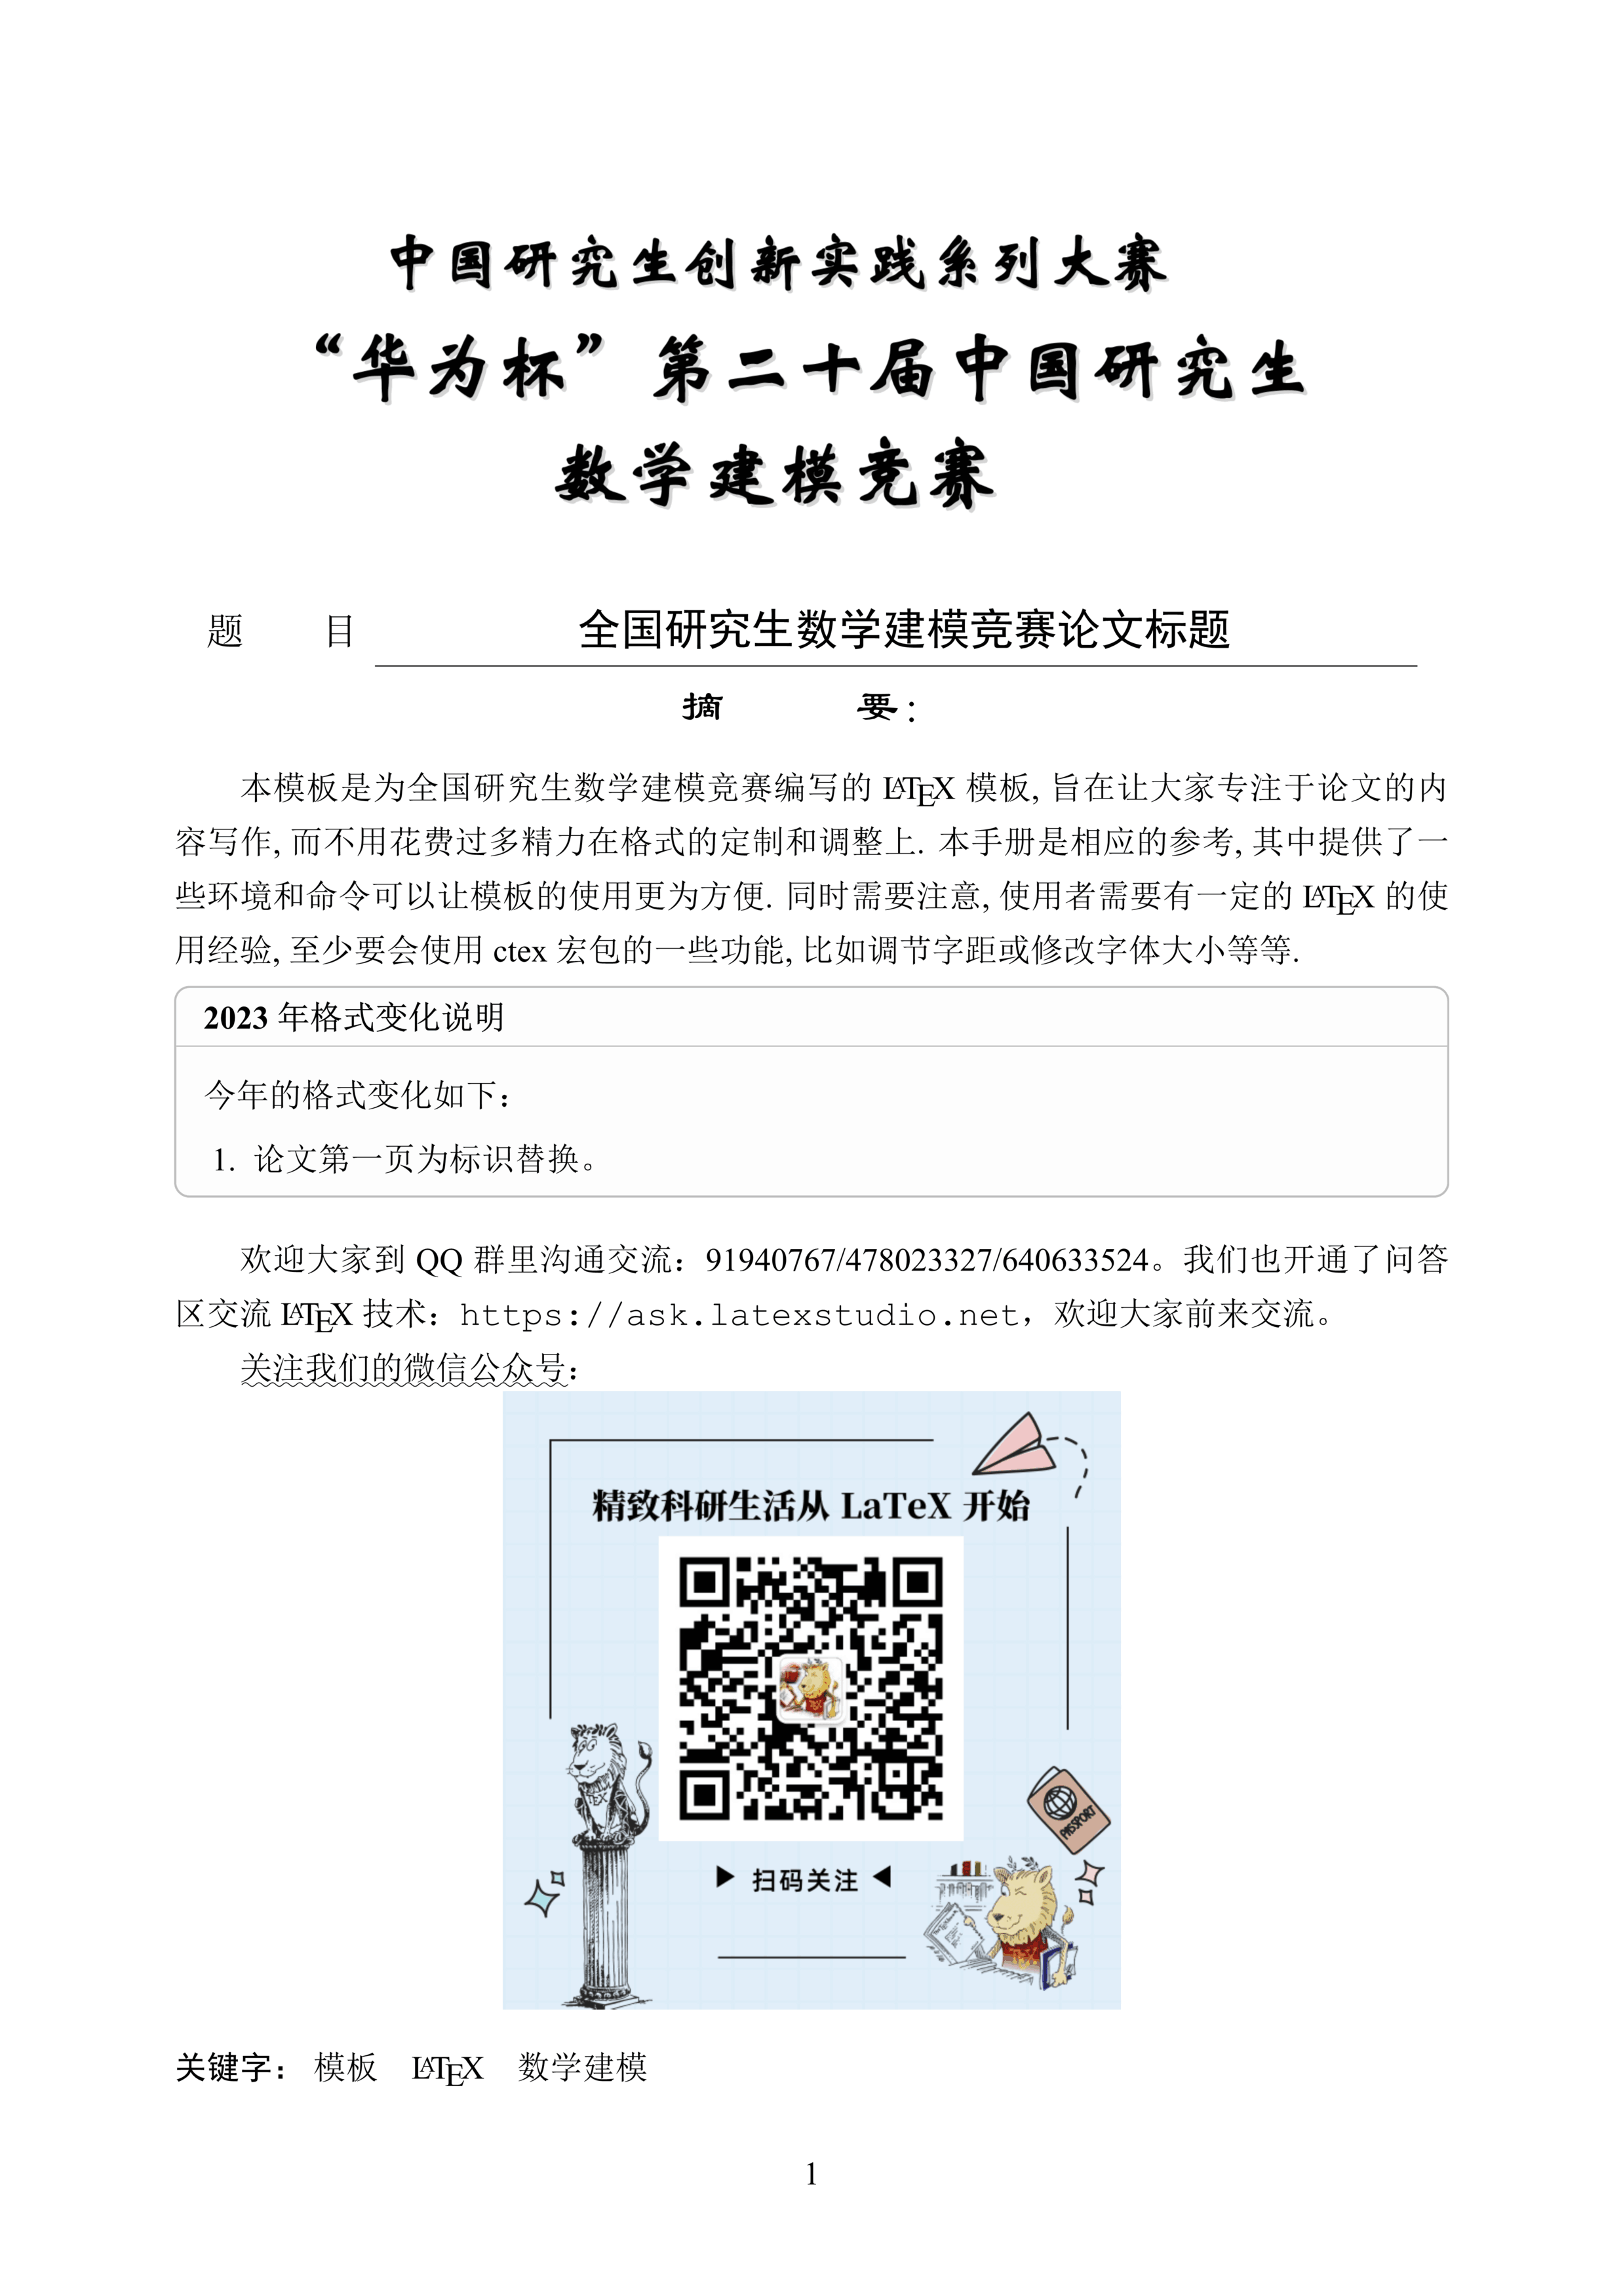 中国研究生创新实践系列大赛
“华为杯”第二十届中国研究生
数学建模竞赛
题 目 全国研究生数学建模竞赛论文标题
摘 要:
本模板是为全国研究生数学建模竞赛编写的 LATEX 模板, 旨在让大家专注于论文的内
容写作, 而不用花费过多精力在格式的定制和调整上. 本手册是相应的参考, 其中提供了一
些环境和命令可以让模板的使用更为方便. 同时需要注意, 使用者需要有一定的 LATEX 的使
用经验, 至少要会使用 ctex 宏包的一些功能, 比如调节字距或修改字体大小等等.
2023 年格式变化说明
今年的格式变化如下：
1. 论文第一页为标识替换。
欢迎大家到 QQ 群里沟通交流：91940767/478023327/640633524。我们也开通了问答
区交流 LATEX 技术：https://ask.latexstudio.net，欢迎大家前来交流。
关注我们的微信公众号：
精致科研生活从 LaTeX 开始
TEX
PASSPORT
▶ 扫码关注 ◀
TEX
关键字： 模板 LATEX 数学建模
1